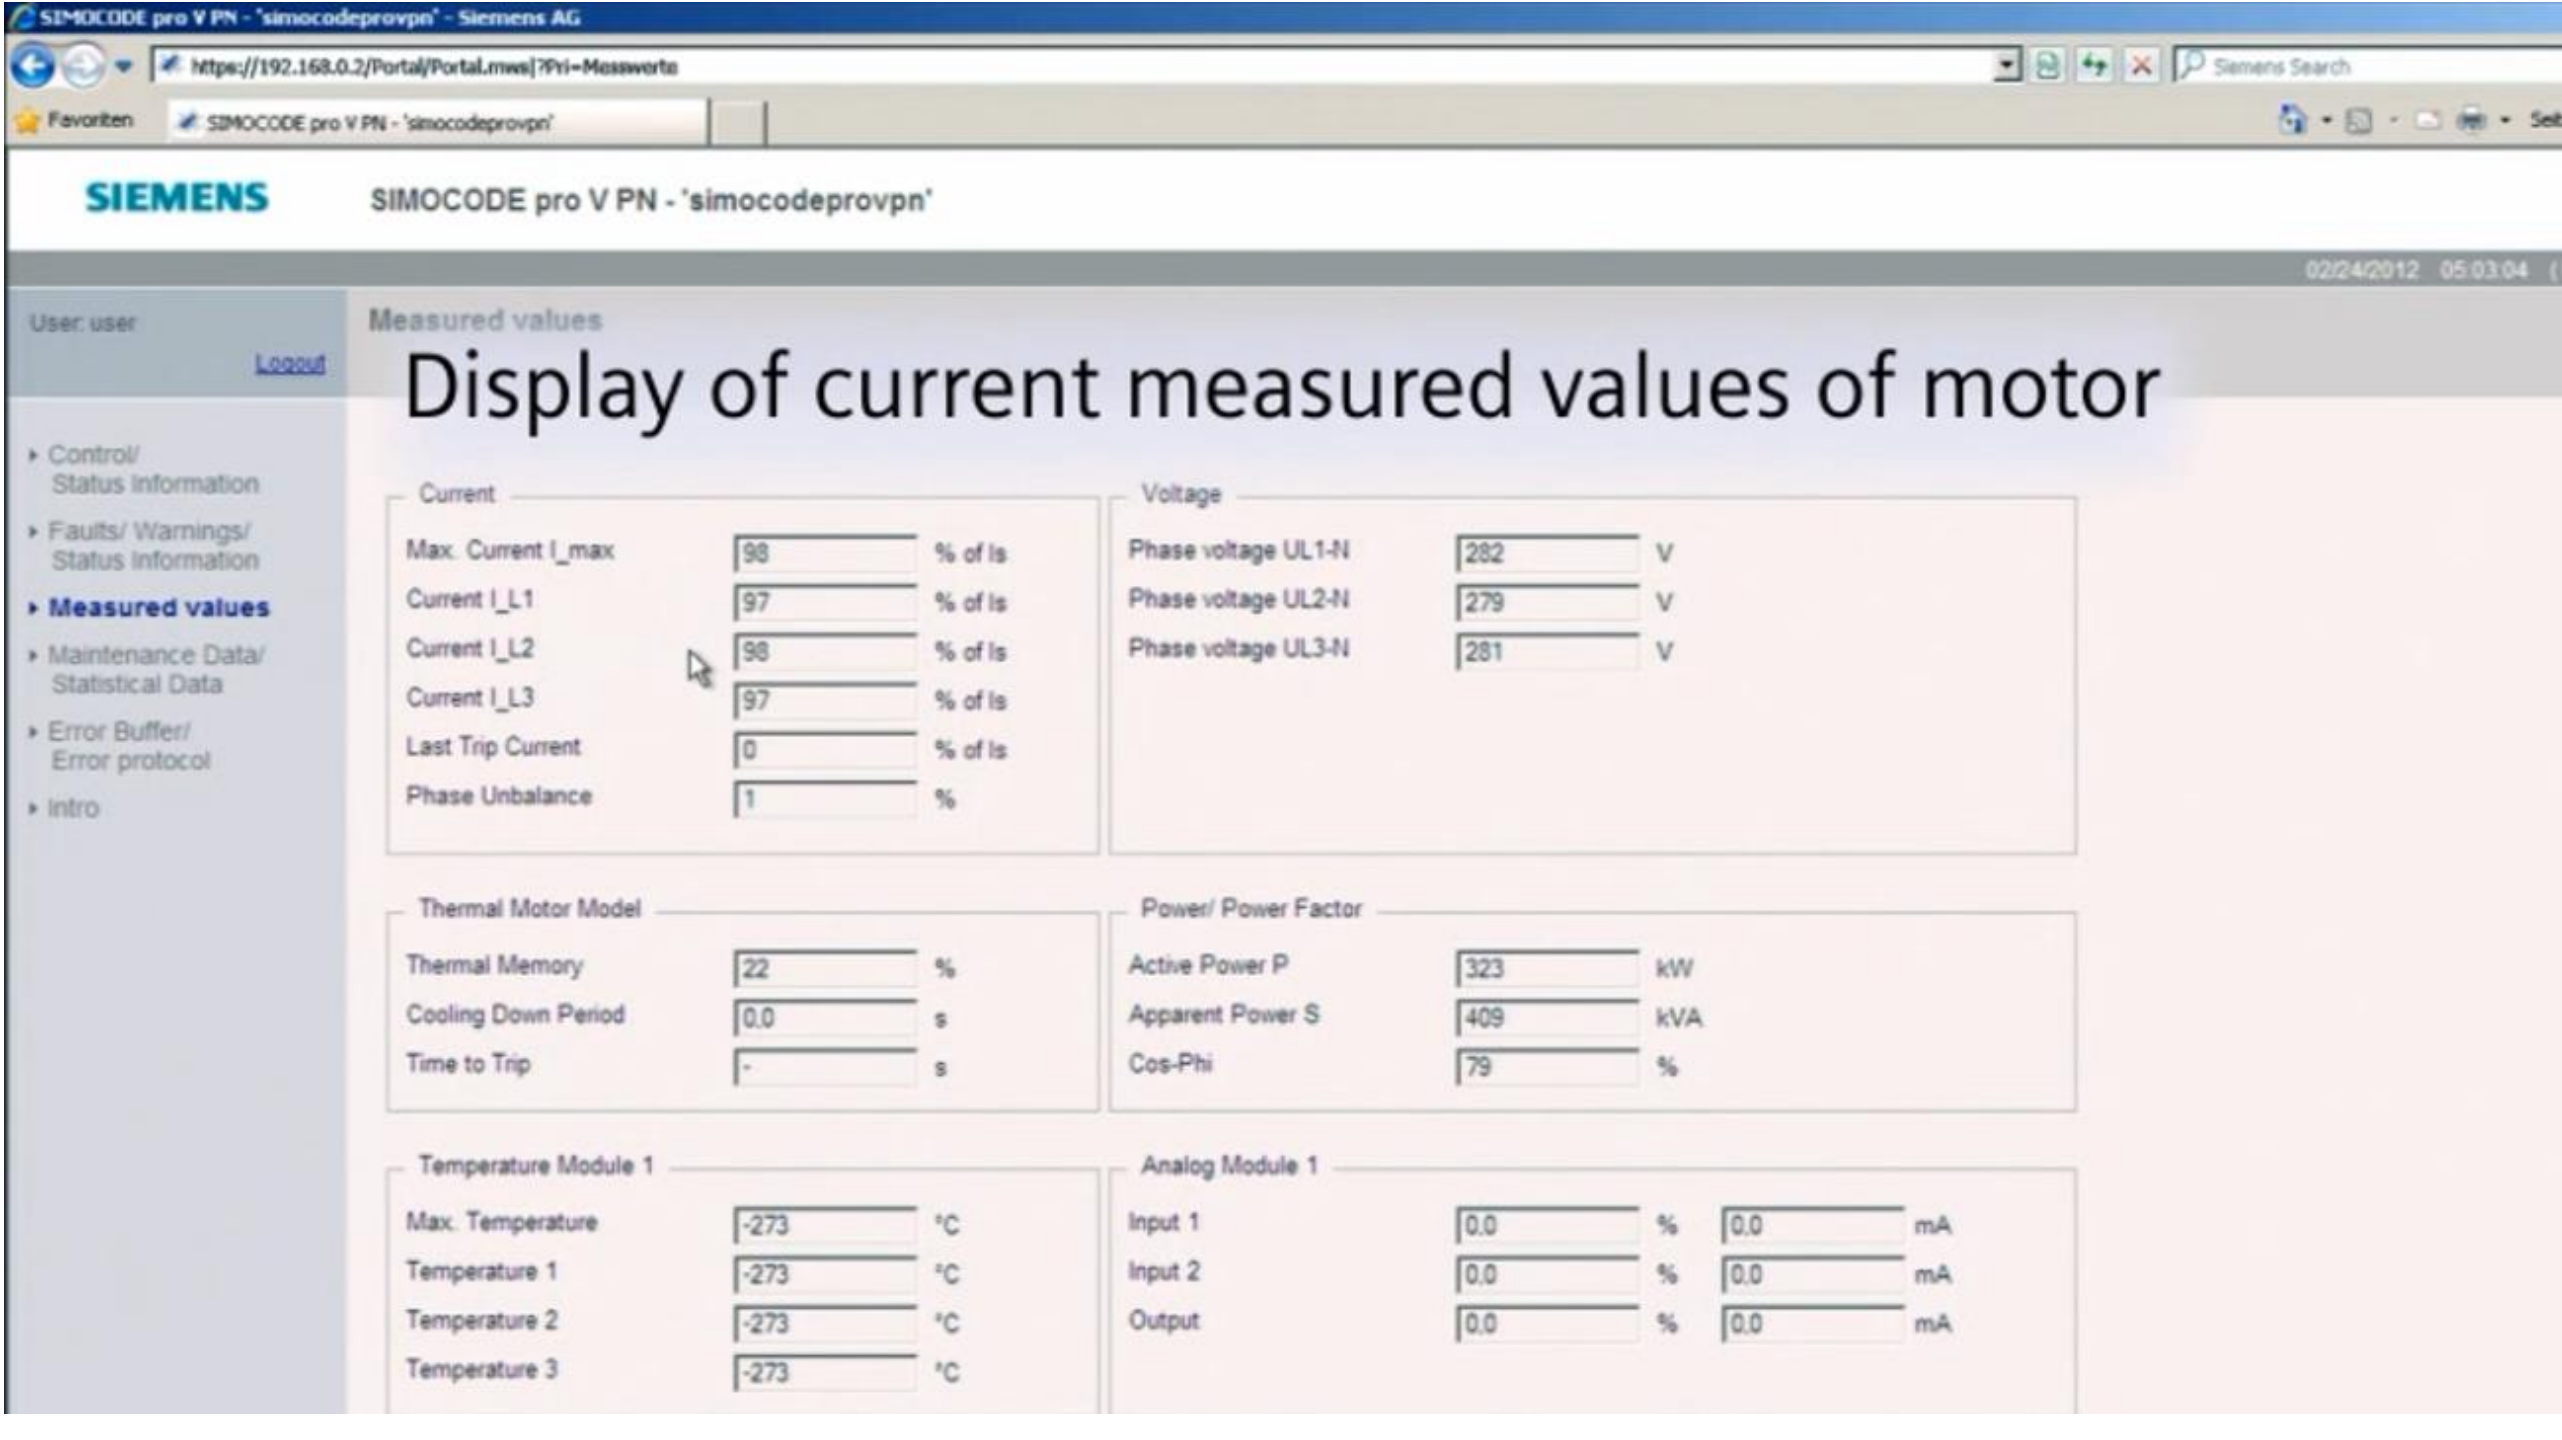 SIMOCODE pro V PN - 'simocodeprovpn' - Siemens AG
https://192.168.0.2/Portal/Portal.mwsl?Pri=Messwerte
Siemens Search
Favoriten
SIMOCODE pro V PN - 'simocodeprovpn'
Seit
SIEMENS
SIMOCODE pro V PN - 'simocodeprovpn'
02/24/2012 05:03:04 (
User: user
Logout
Measured values
Display of current measured values of motor
Control/
Status Information
Faults/ Warnings/
Status Information
Measured values
Maintenance Data/
Statistical Data
Error Buffer/
Error protocol
Intro
Current
Max. Current I_max 98 % of Is
Current I_L1 97 % of Is
Current I_L2 98 % of Is
Current I_L3 97 % of Is
Last Trip Current 0 % of Is
Phase Unbalance 1 %
Voltage
Phase voltage UL1-N 282 V
Phase voltage UL2-N 279 V
Phase voltage UL3-N 281 V
Thermal Motor Model
Thermal Memory 22 %
Cooling Down Period 0,0 s
Time to Trip - s
Power/ Power Factor
Active Power P 323 kW
Apparent Power S 409 kVA
Cos-Phi 79 %
Temperature Module 1
Max. Temperature -273 °C
Temperature 1 -273 °C
Temperature 2 -273 °C
Temperature 3 -273 °C
Analog Module 1
Input 1 0,0 % 0,0 mA
Input 2 0,0 % 0,0 mA
Output 0,0 % 0,0 mA